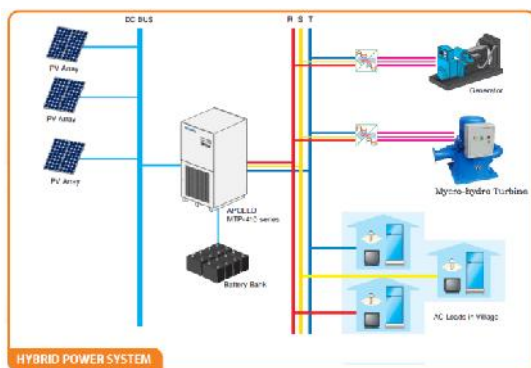 DC BUS
R S T
PV Array
PV Array
PV Array
Generator
Mycro-hydro Turbine
APOLLO
MTP-410 series
Battery Bank
AC Loads in Village
HYBRID POWER SYSTEM